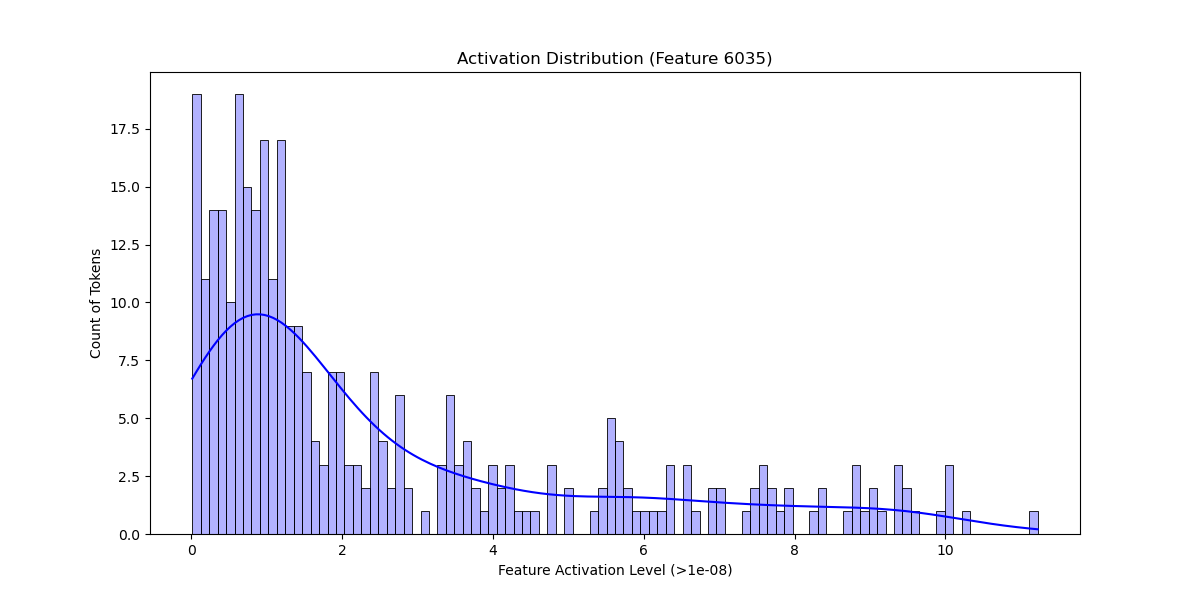 Activation Distribution (Feature 6035)
Count of Tokens
17.5
15.0
12.5
10.0
7.5
5.0
2.5
0.0
0 2 4 6 8 10
Feature Activation Level (>1e-08)